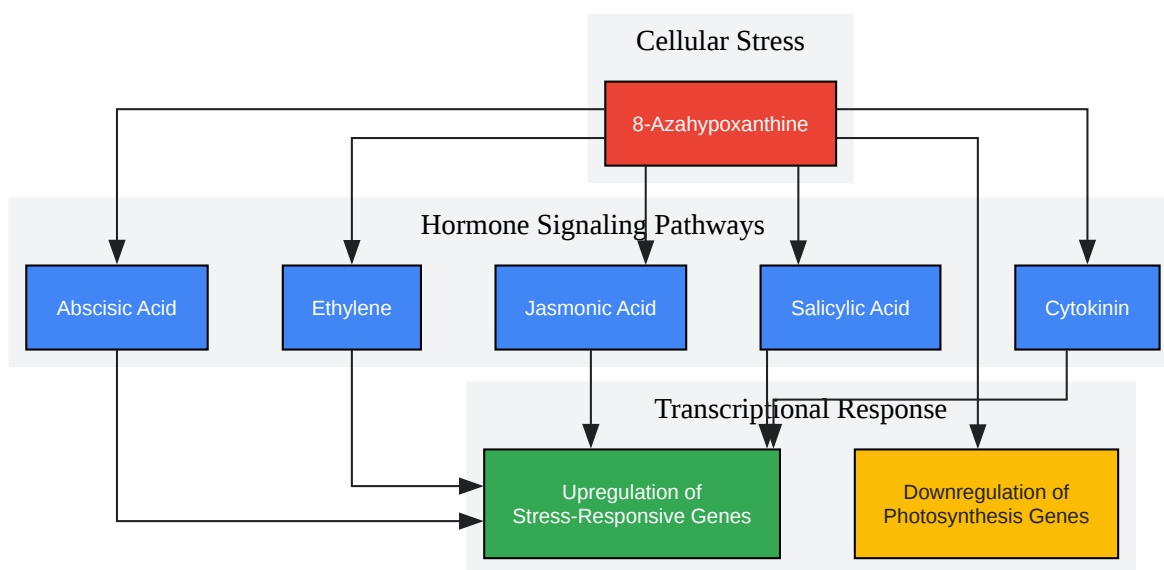 Cellular Stress
8-Azahypoxanthine
Hormone Signaling Pathways
Abscisic Acid
Ethylene
Jasmonic Acid
Salicylic Acid
Cytokinin
Transcriptional Response
Upregulation of
Stress-Responsive Genes
Downregulation of
Photosynthesis Genes